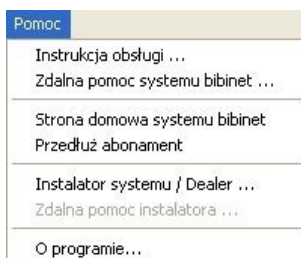 Pomoc
Instrukcja obsługi ...
Zdalna pomoc systemu bibinet ...
Strona domowa systemu bibinet
Przedłuż abonament
Instalator systemu / Dealer ...
Zdalna pomoc instalatora ...
O programie...